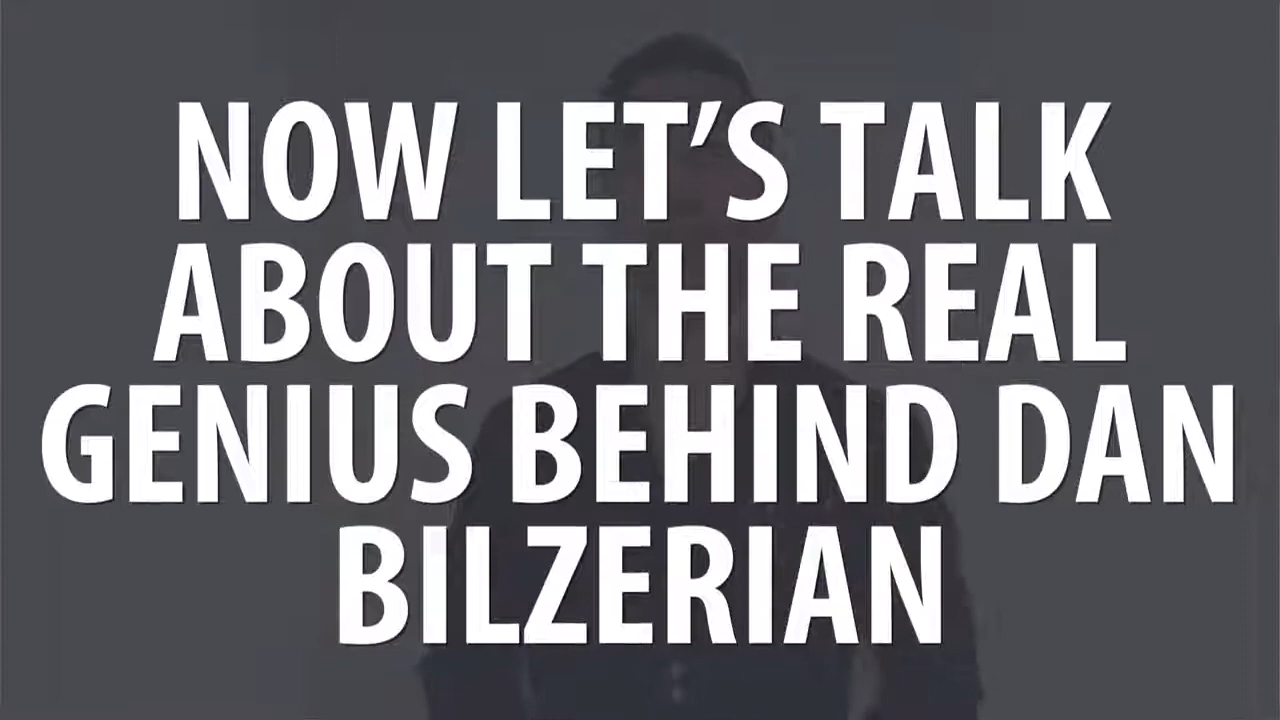 NOW LET’S TALK
ABOUT THE REAL
GENIUS BEHIND DAN
BILZERIAN